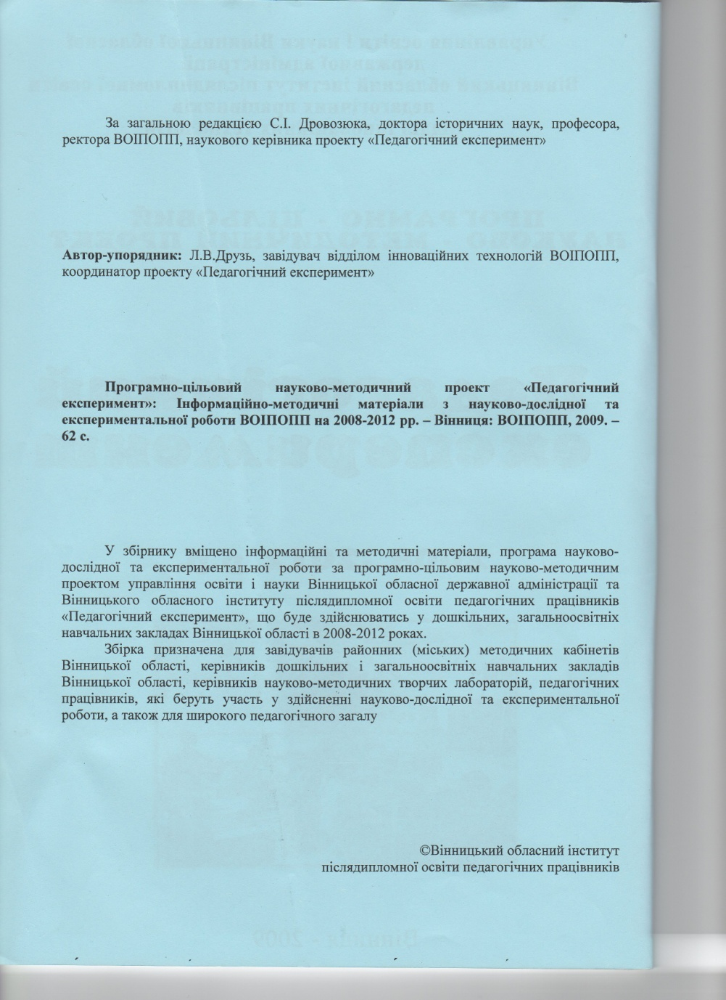 За загальною редакцією С.І. Дровозюка, доктора історичних наук, професора,
ректора ВОІПОПП, наукового керівника проекту «Педагогічний експеримент»
Автор-упорядник: Л.В.Друзь, завідувач відділом інноваційних технологій ВОІПОПП,
координатор проекту «Педагогічний експеримент»
Програмно-цільовий науково-методичний проект «Педагогічний
експеримент»: Інформаційно-методичні матеріали з науково-дослідної та
експериментальної роботи ВОІПОПП на 2008-2012 рр. – Вінниця: ВОІПОПП, 2009. –
62 с.
У збірнику вміщено інформаційні та методичні матеріали, програма науково-
дослідної та експериментальної роботи за програмно-цільовим науково-методичним
проектом управління освіти і науки Вінницької обласної державної адміністрації та
Вінницького обласного інституту післядипломної освіти педагогічних працівників
«Педагогічний експеримент», що буде здійснюватись у дошкільних, загальноосвітніх
навчальних закладах Вінницької області в 2008-2012 роках.
Збірка призначена для завідувачів районних (міських) методичних кабінетів
Вінницької області, керівників дошкільних і загальноосвітніх навчальних закладів
Вінницької області, керівників науково-методичних творчих лабораторій, педагогічних
працівників, які беруть участь у здійсненні науково-дослідної та експериментальної
роботи, а також для широкого педагогічного загалу
©Вінницький обласний інститут
післядипломної освіти педагогічних працівників